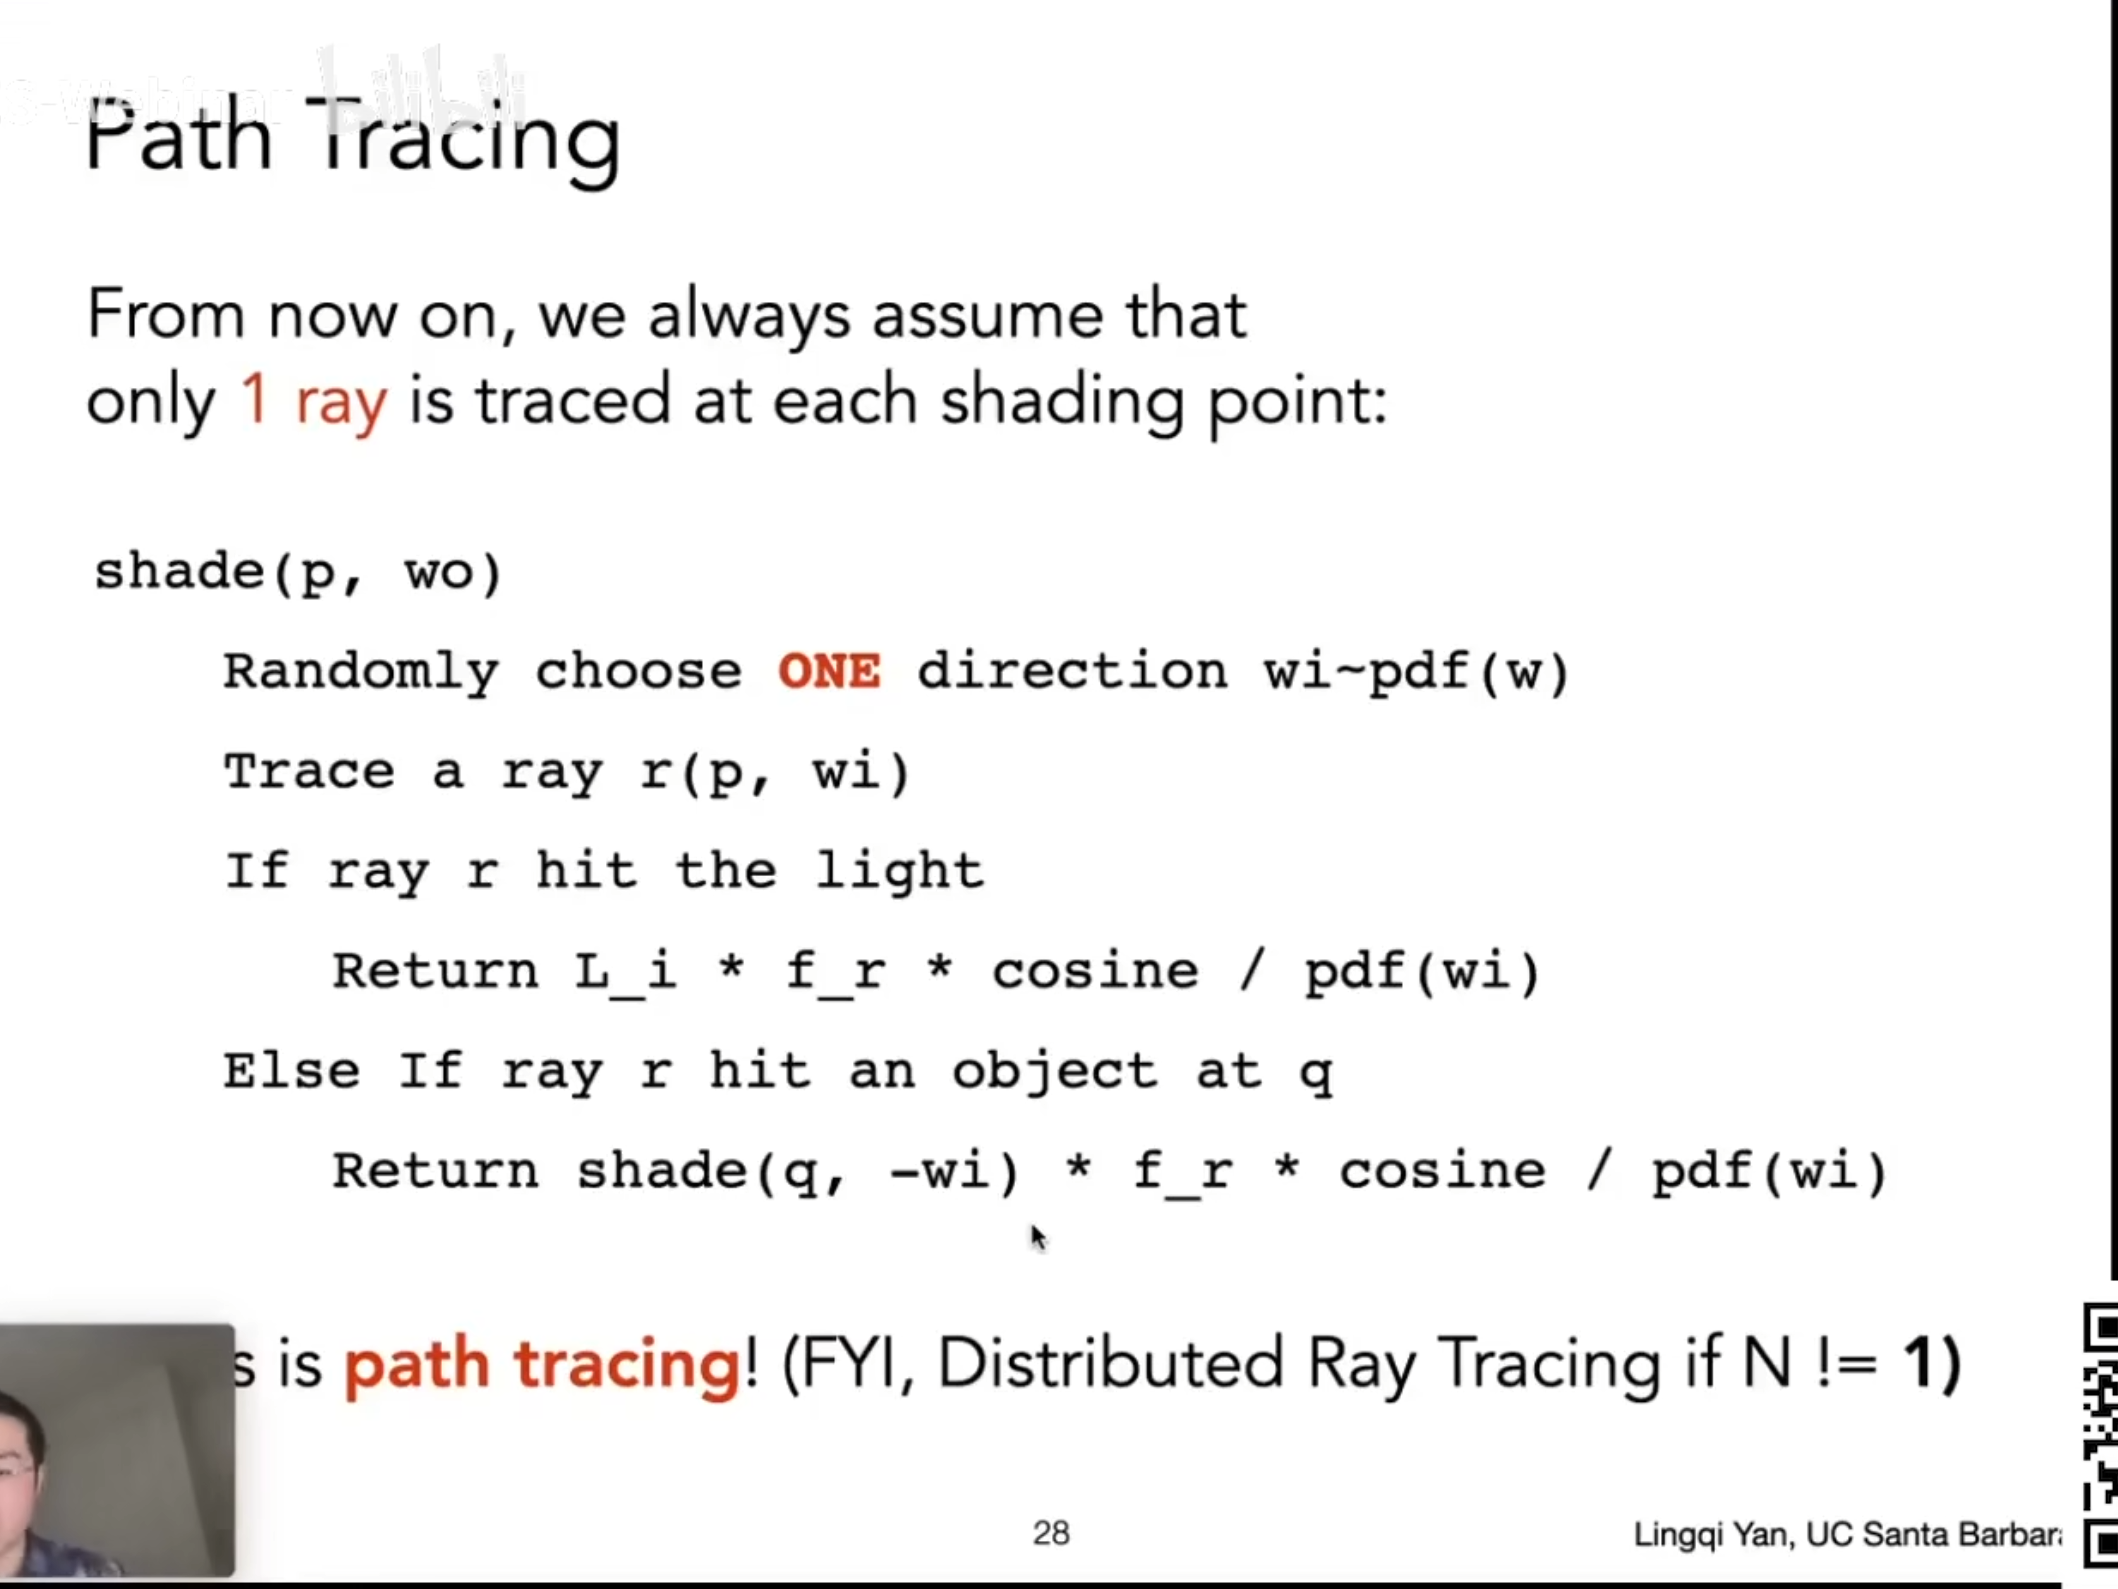 S-Webinar bilibili
Path Tracing
From now on, we always assume that
only 1 ray is traced at each shading point:
shade(p, wo)
Randomly choose ONE direction wi~pdf(w)
Trace a ray r(p, wi)
If ray r hit the light
Return L_i * f_r * cosine / pdf(wi)
Else If ray r hit an object at q
Return shade(q, -wi) * f_r * cosine / pdf(wi)
s is path tracing! (FYI, Distributed Ray Tracing if N != 1)
28
Lingqi Yan, UC Santa Barbara